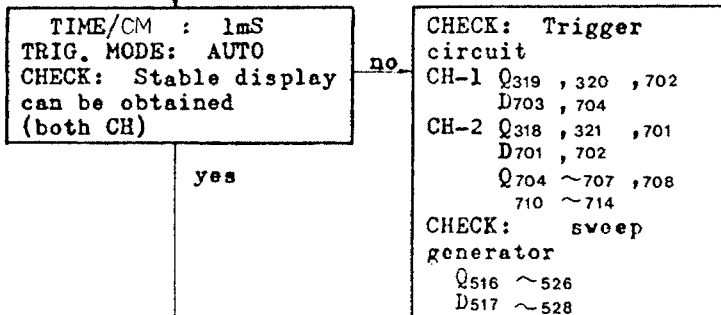 TIME/CM : 1mS
TRIG. MODE: AUTO
CHECK: Stable display
can be obtained
(both CH)
no
yes
CHECK: Trigger
circuit
CH-1 Q319 , 320 ,702
D703 , 704
CH-2 Q318 , 321 ,701
D701 , 702
Q704 ~707 ,708
710 ~714
CHECK: sweep
generator
Q516 ~526
D517 ~528